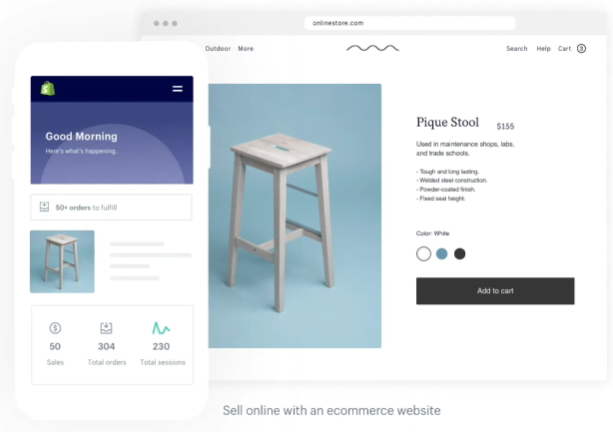 onlinestore.com
Outdoor More
Search Help Cart 3
Good Morning
Here's what's happening.
50+ orders to fulfill
50 304 230
Sales Total orders Total sessions
Pique Stool $155
Used in maintenance shops, labs,
and trade schools.
- Tough and long lasting.
- Welded steel construction.
- Powder-coated finish.
- Fixed seat height.
Color: White
Add to cart
Sell online with an ecommerce website